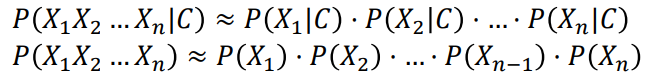 P(X₁X₂ … Xₙ|C) ≈ P(X₁|C) · P(X₂|C) · … · P(Xₙ|C)
P(X₁X₂ … Xₙ) ≈ P(X₁) · P(X₂) · … · P(Xₙ₋₁) · P(Xₙ)